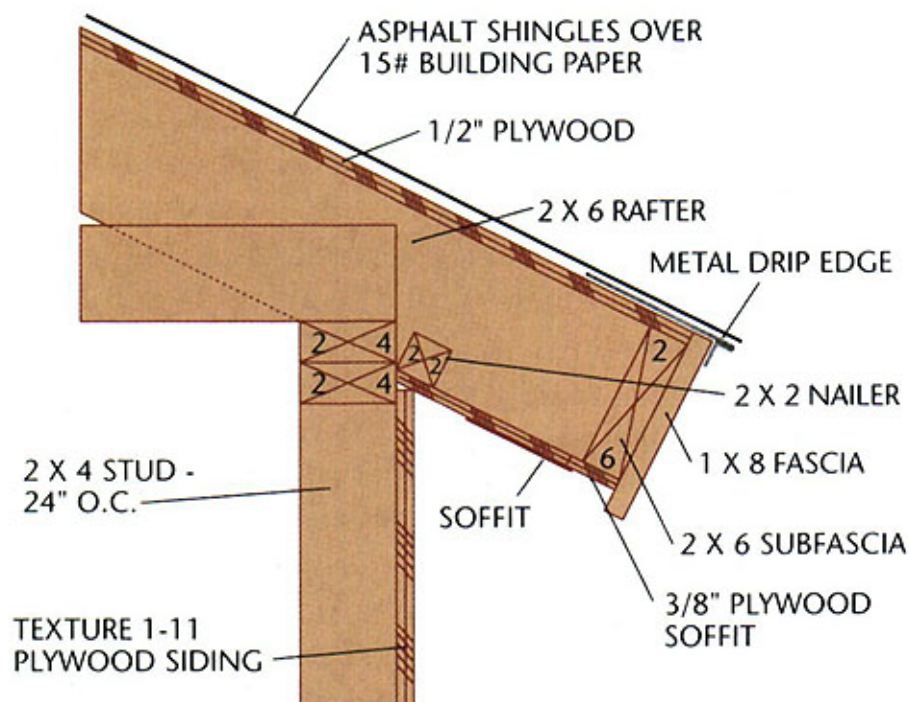 ASPHALT SHINGLES OVER
15# BUILDING PAPER
1/2" PLYWOOD
2 X 6 RAFTER
METAL DRIP EDGE
2 4
2 4
2 2
2
6
2 X 2 NAILER
1 X 8 FASCIA
2 X 4 STUD -
24" O.C.
SOFFIT
2 X 6 SUBFASCIA
3/8" PLYWOOD
SOFFIT
TEXTURE 1-11
PLYWOOD SIDING